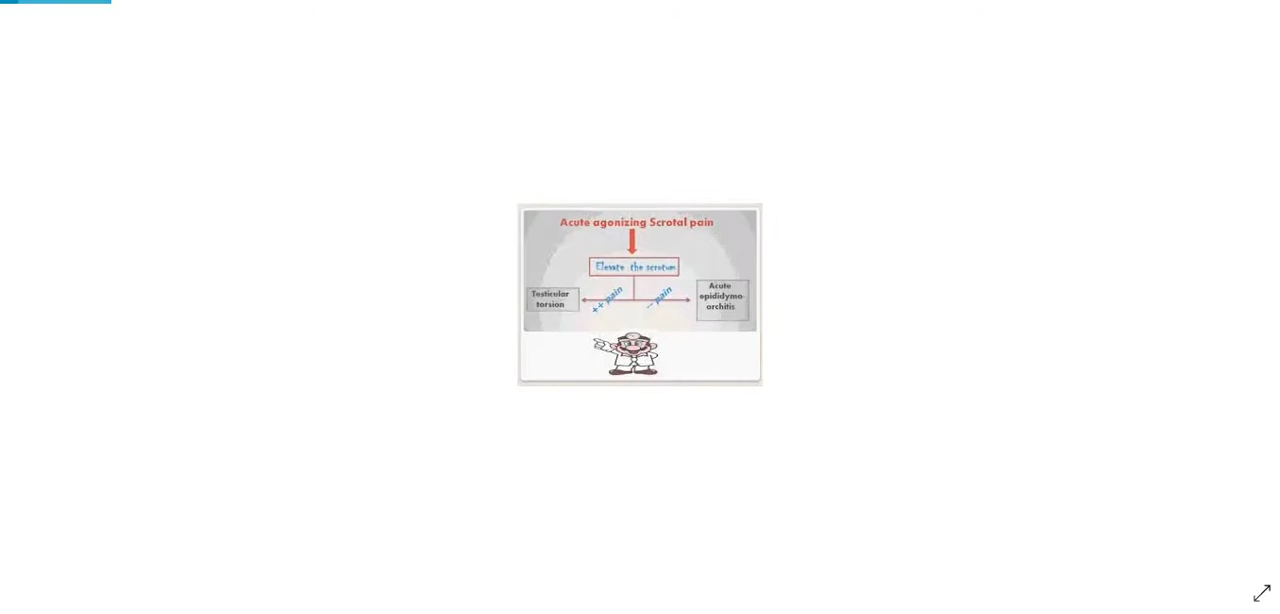 Acute agonizing Scrotal pain
Elevate the scrotum
++ pain
-- pain
Testicular
torsion
Acute
epididymo-
orchitis